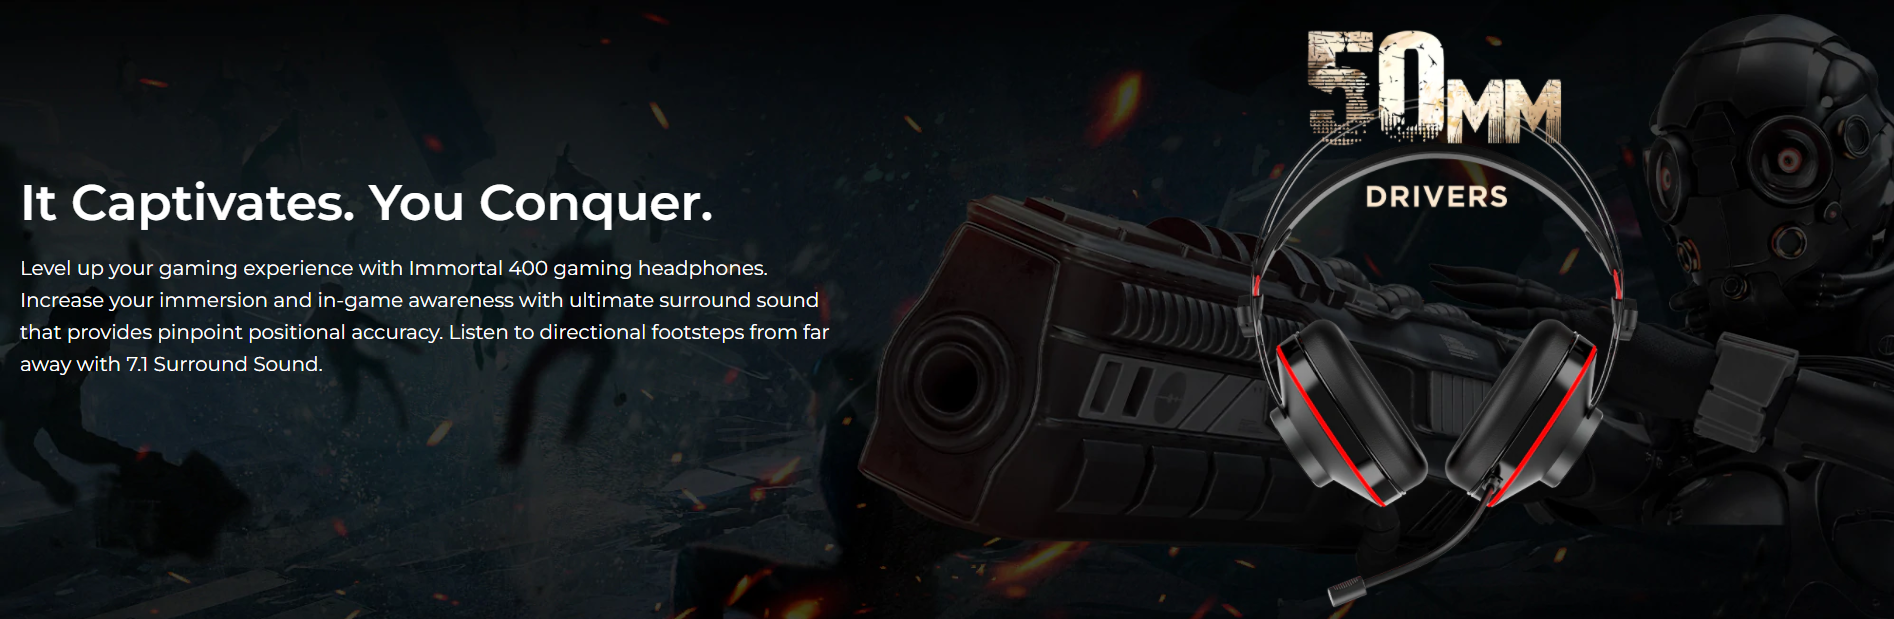 It Captivates. You Conquer.
Level up your gaming experience with Immortal 400 gaming headphones.
Increase your immersion and in-game awareness with ultimate surround sound
that provides pinpoint positional accuracy. Listen to directional footsteps from far
away with 7.1 Surround Sound.
50MM
DRIVERS